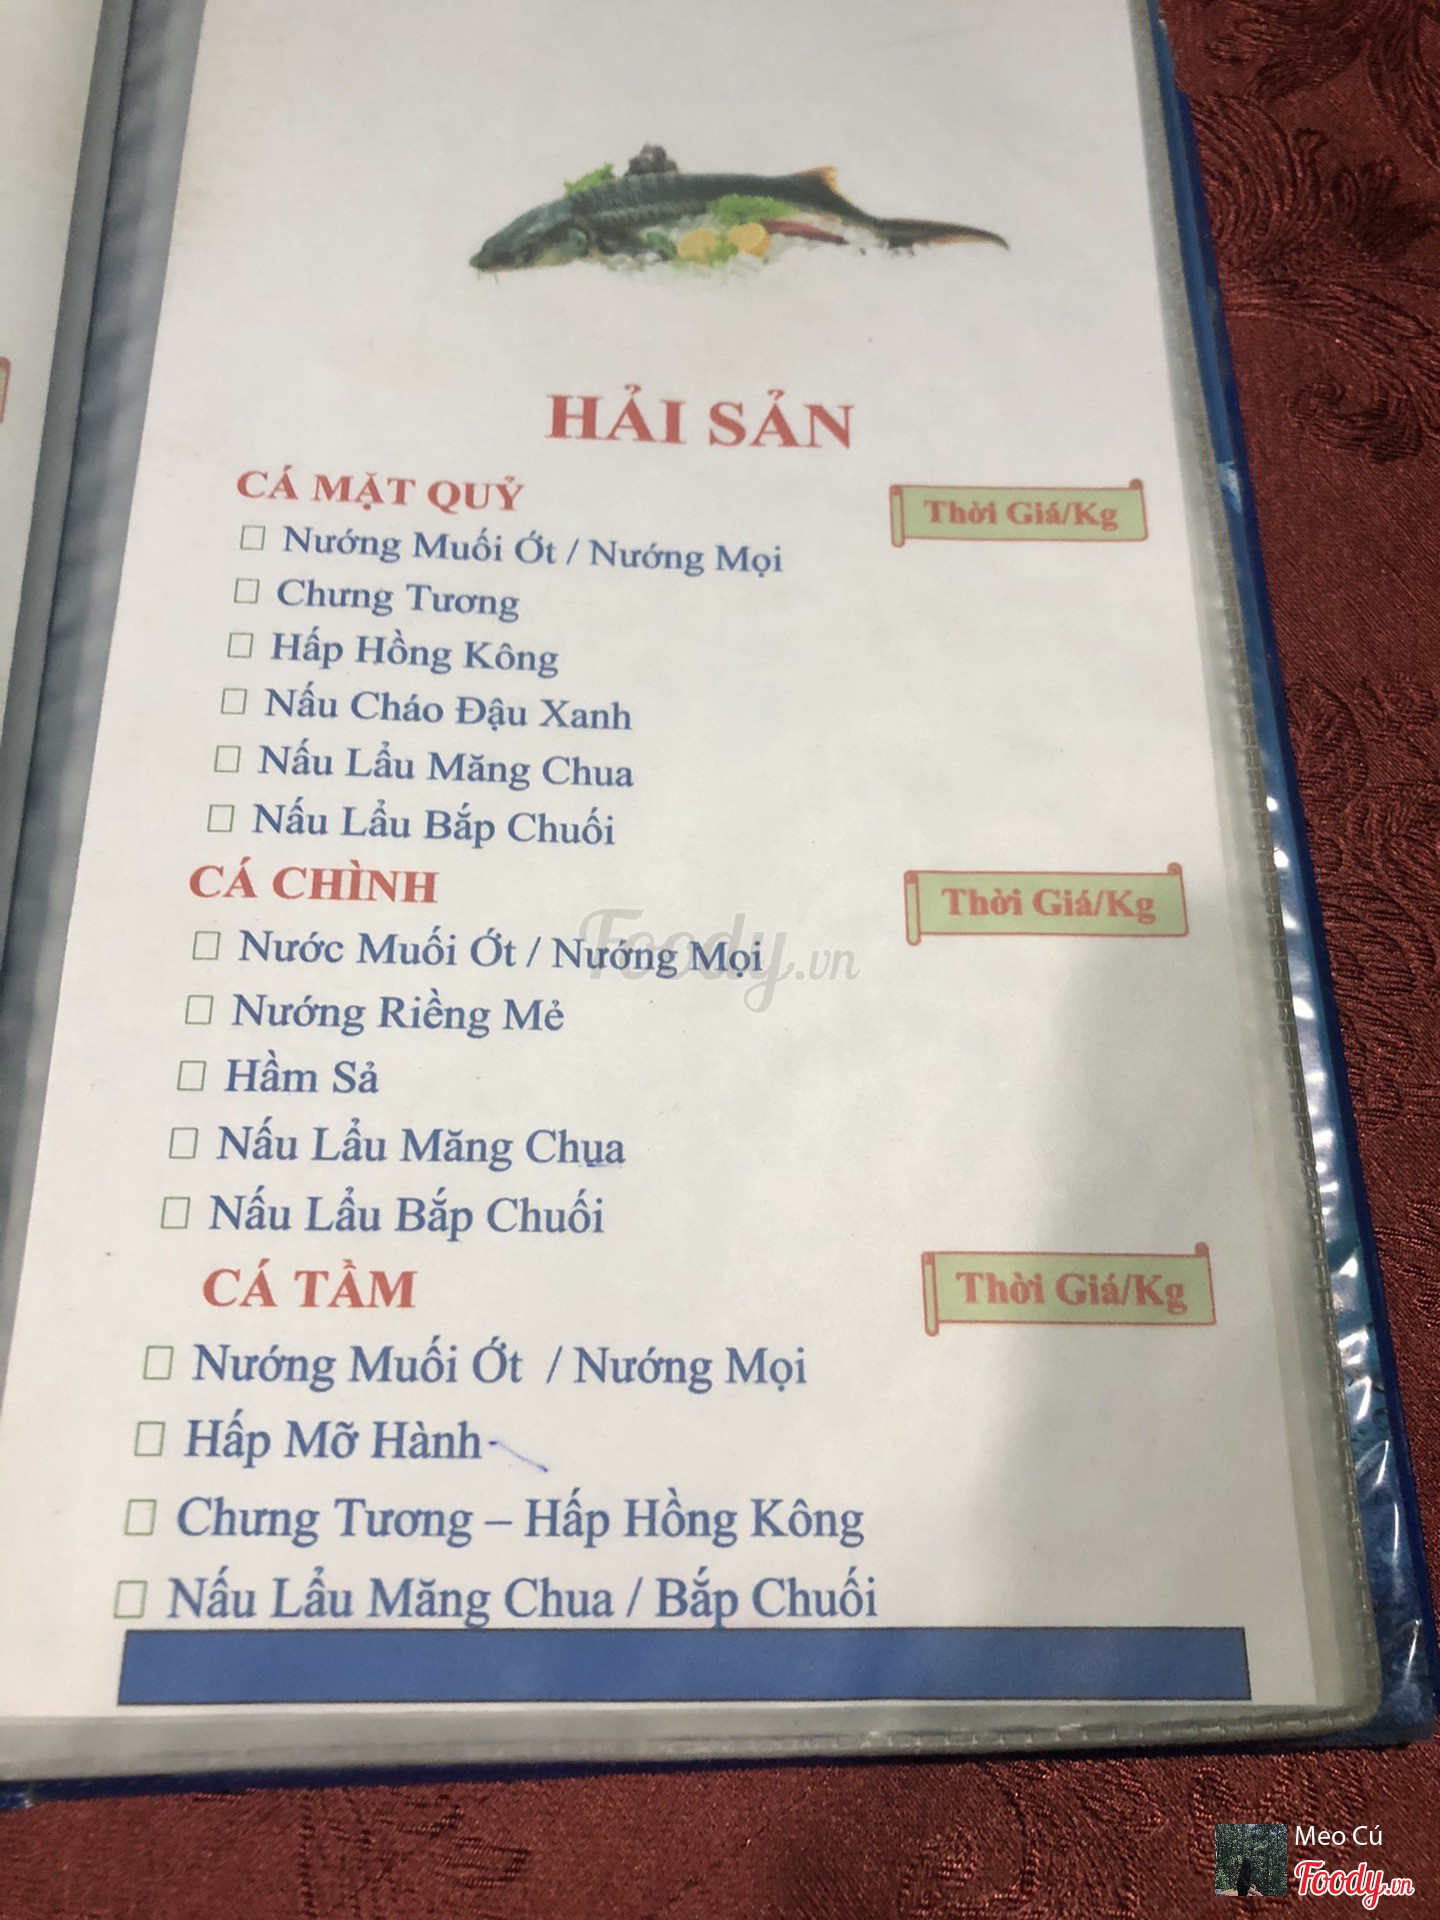 HẢI SẢN
CÁ MẶT QUỶ
Thời Giá/Kg
Nướng Muối Ớt / Nướng Mọi
Chưng Tương
Hấp Hồng Kông
Nấu Cháo Đậu Xanh
Nấu Lẩu Măng Chua
Nấu Lẩu Bắp Chuối
CÁ CHÌNH
Thời Giá/Kg
Nước Muối Ớt / Nướng Mọi
Foody.vn
Nướng Riềng Mẻ
Hầm Sả
Nấu Lẩu Măng Chua
Nấu Lẩu Bắp Chuối
CÁ TẦM
Thời Giá/Kg
Nướng Muối Ớt / Nướng Mọi
Hấp Mỡ Hành
Chưng Tương – Hấp Hồng Kông
Nấu Lẩu Măng Chua / Bắp Chuối
Meo Cú
Foody.vn